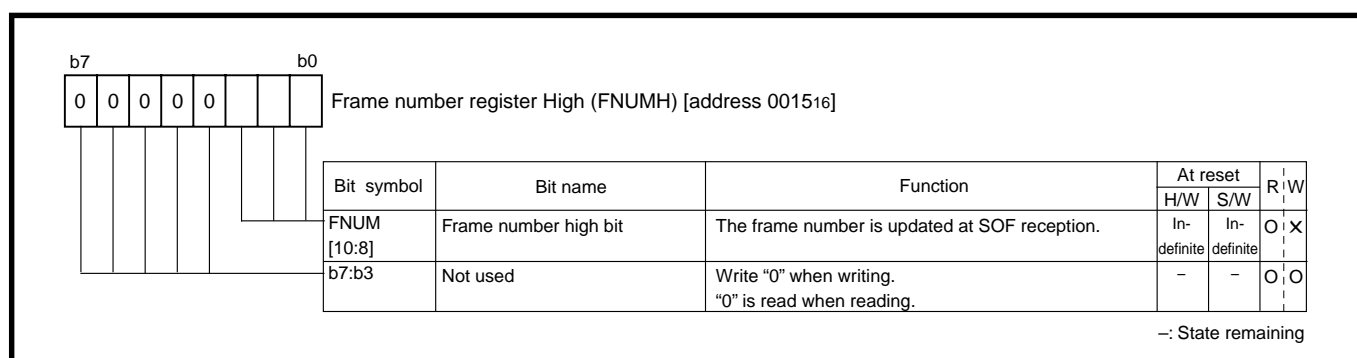 b7 b0
0 0 0 0 0
Frame number register High (FNUMH) [address 001516]
Bit symbol Bit name Function At reset R W
H/W S/W
FNUM Frame number high bit The frame number is updated at SOF reception. In- In- O ×
[10:8] definite definite
b7:b3 Not used Write “0” when writing. – – O O
“0” is read when reading.
–: State remaining